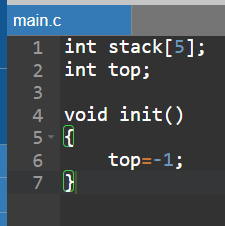 main.c
1 int stack[5];
2 int top;
3
4 void init()
5 {
6     top=-1;
7 }